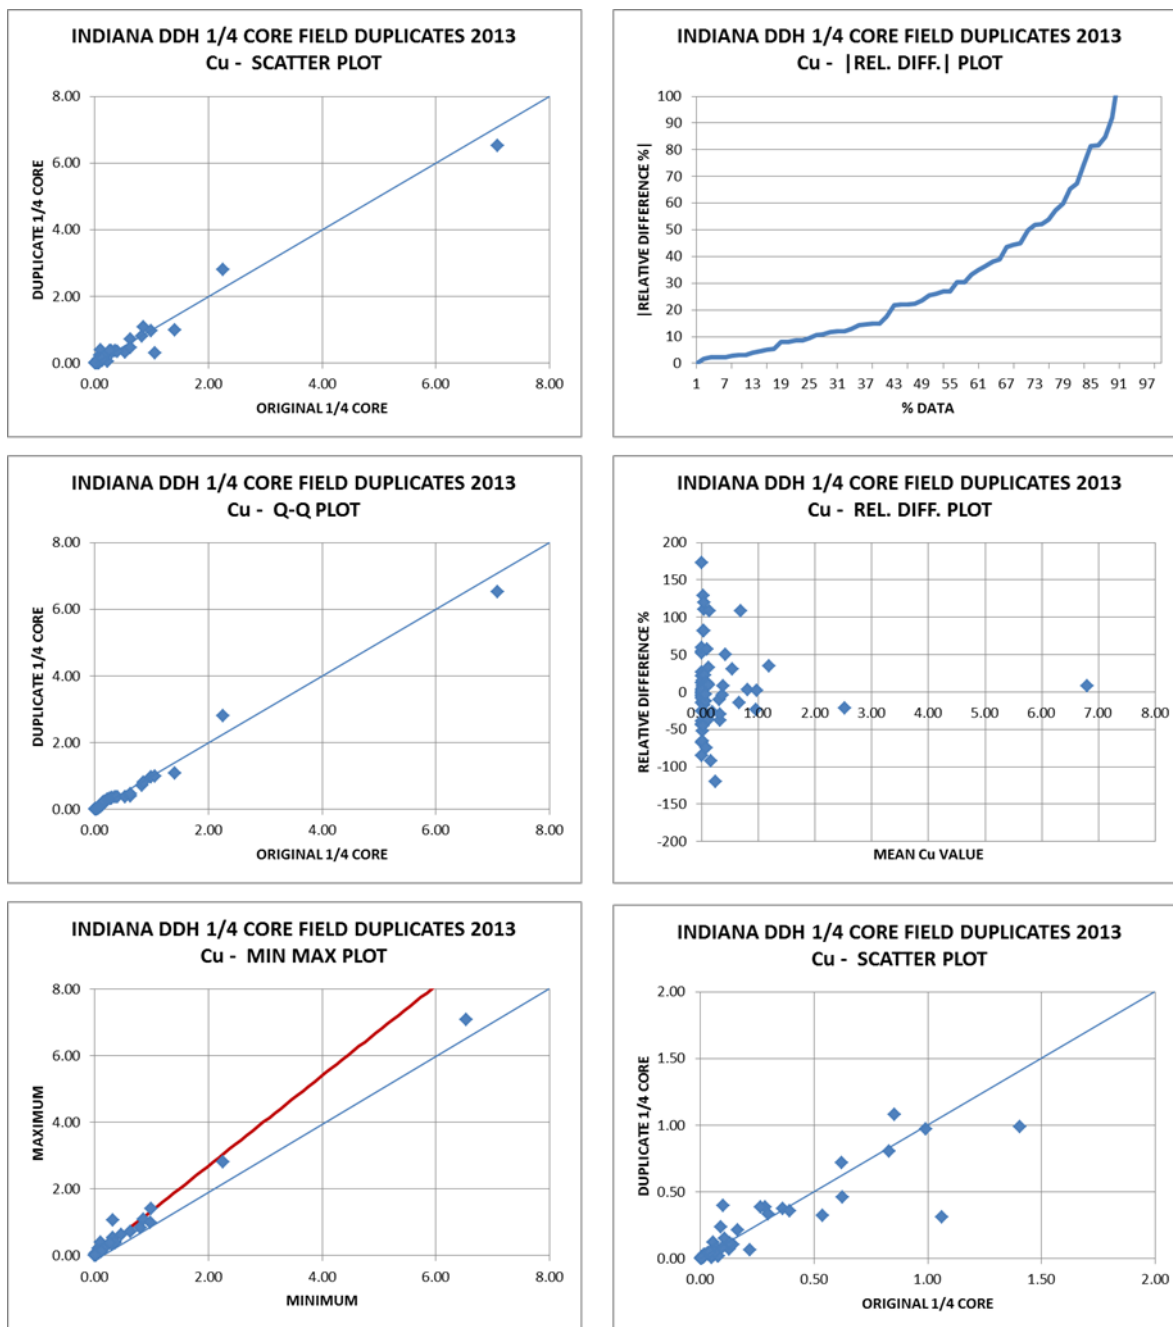 INDIANA DDH 1/4 CORE FIELD DUPLICATES 2013
Cu - SCATTER PLOT
8.00
6.00
4.00
2.00
0.00
DUPLICATE 1/4 CORE
0.00 2.00 4.00 6.00 8.00
ORIGINAL 1/4 CORE
INDIANA DDH 1/4 CORE FIELD DUPLICATES 2013
Cu - |REL. DIFF.| PLOT
100
90
80
70
60
50
40
30
20
10
0
|RELATIVE DIFFERENCE %|
1 7 13 19 25 31 37 43 49 55 61 67 73 79 85 91 97
% DATA
INDIANA DDH 1/4 CORE FIELD DUPLICATES 2013
Cu - Q-Q PLOT
8.00
6.00
4.00
2.00
0.00
DUPLICATE 1/4 CORE
0.00 2.00 4.00 6.00 8.00
ORIGINAL 1/4 CORE
INDIANA DDH 1/4 CORE FIELD DUPLICATES 2013
Cu - REL. DIFF. PLOT
200
150
100
50
0
-50
-100
-150
-200
RELATIVE DIFFERENCE %
0.00 1.00 2.00 3.00 4.00 5.00 6.00 7.00 8.00
MEAN Cu VALUE
INDIANA DDH 1/4 CORE FIELD DUPLICATES 2013
Cu - MIN MAX PLOT
8.00
6.00
4.00
2.00
0.00
MAXIMUM
0.00 2.00 4.00 6.00 8.00
MINIMUM
INDIANA DDH 1/4 CORE FIELD DUPLICATES 2013
Cu - SCATTER PLOT
2.00
1.50
1.00
0.50
0.00
DUPLICATE 1/4 CORE
0.00 0.50 1.00 1.50 2.00
ORIGINAL 1/4 CORE